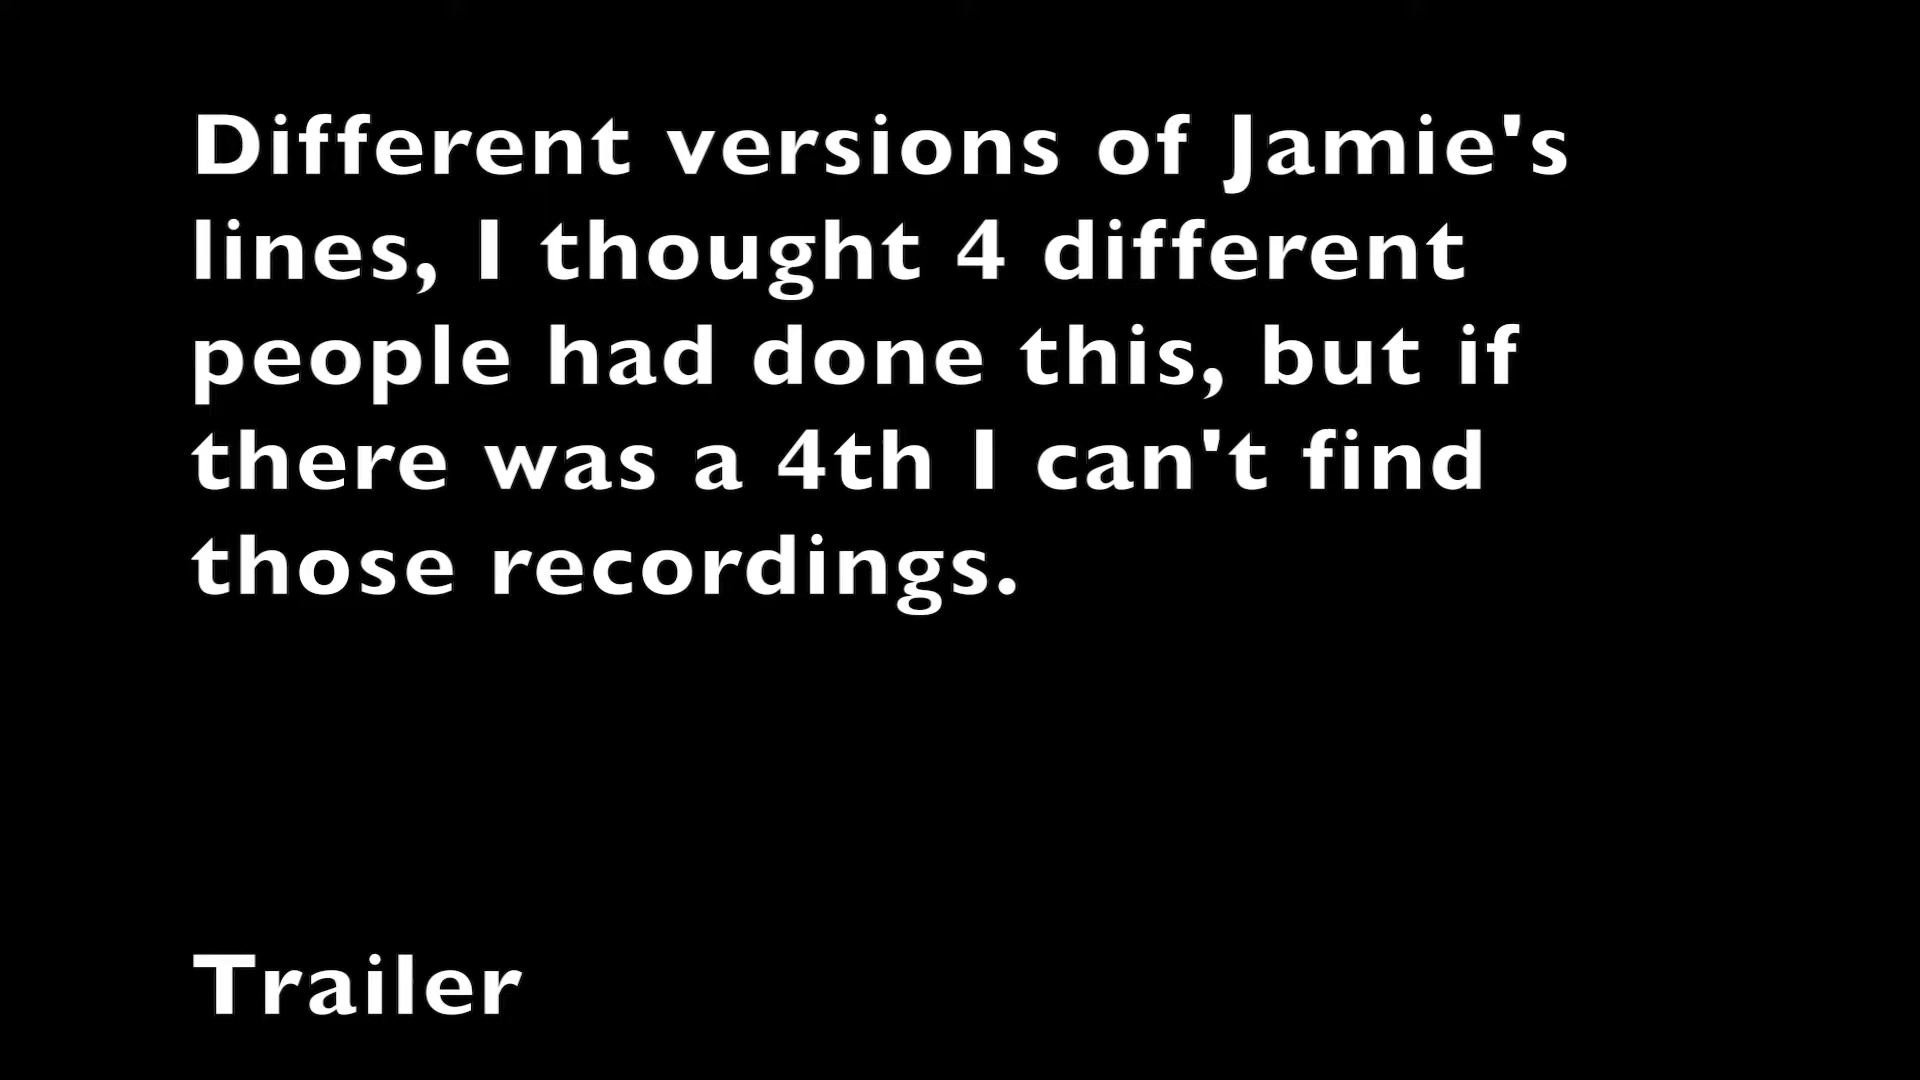 Different versions of Jamie's
lines, I thought 4 different
people had done this, but if
there was a 4th I can't find
those recordings.
Trailer